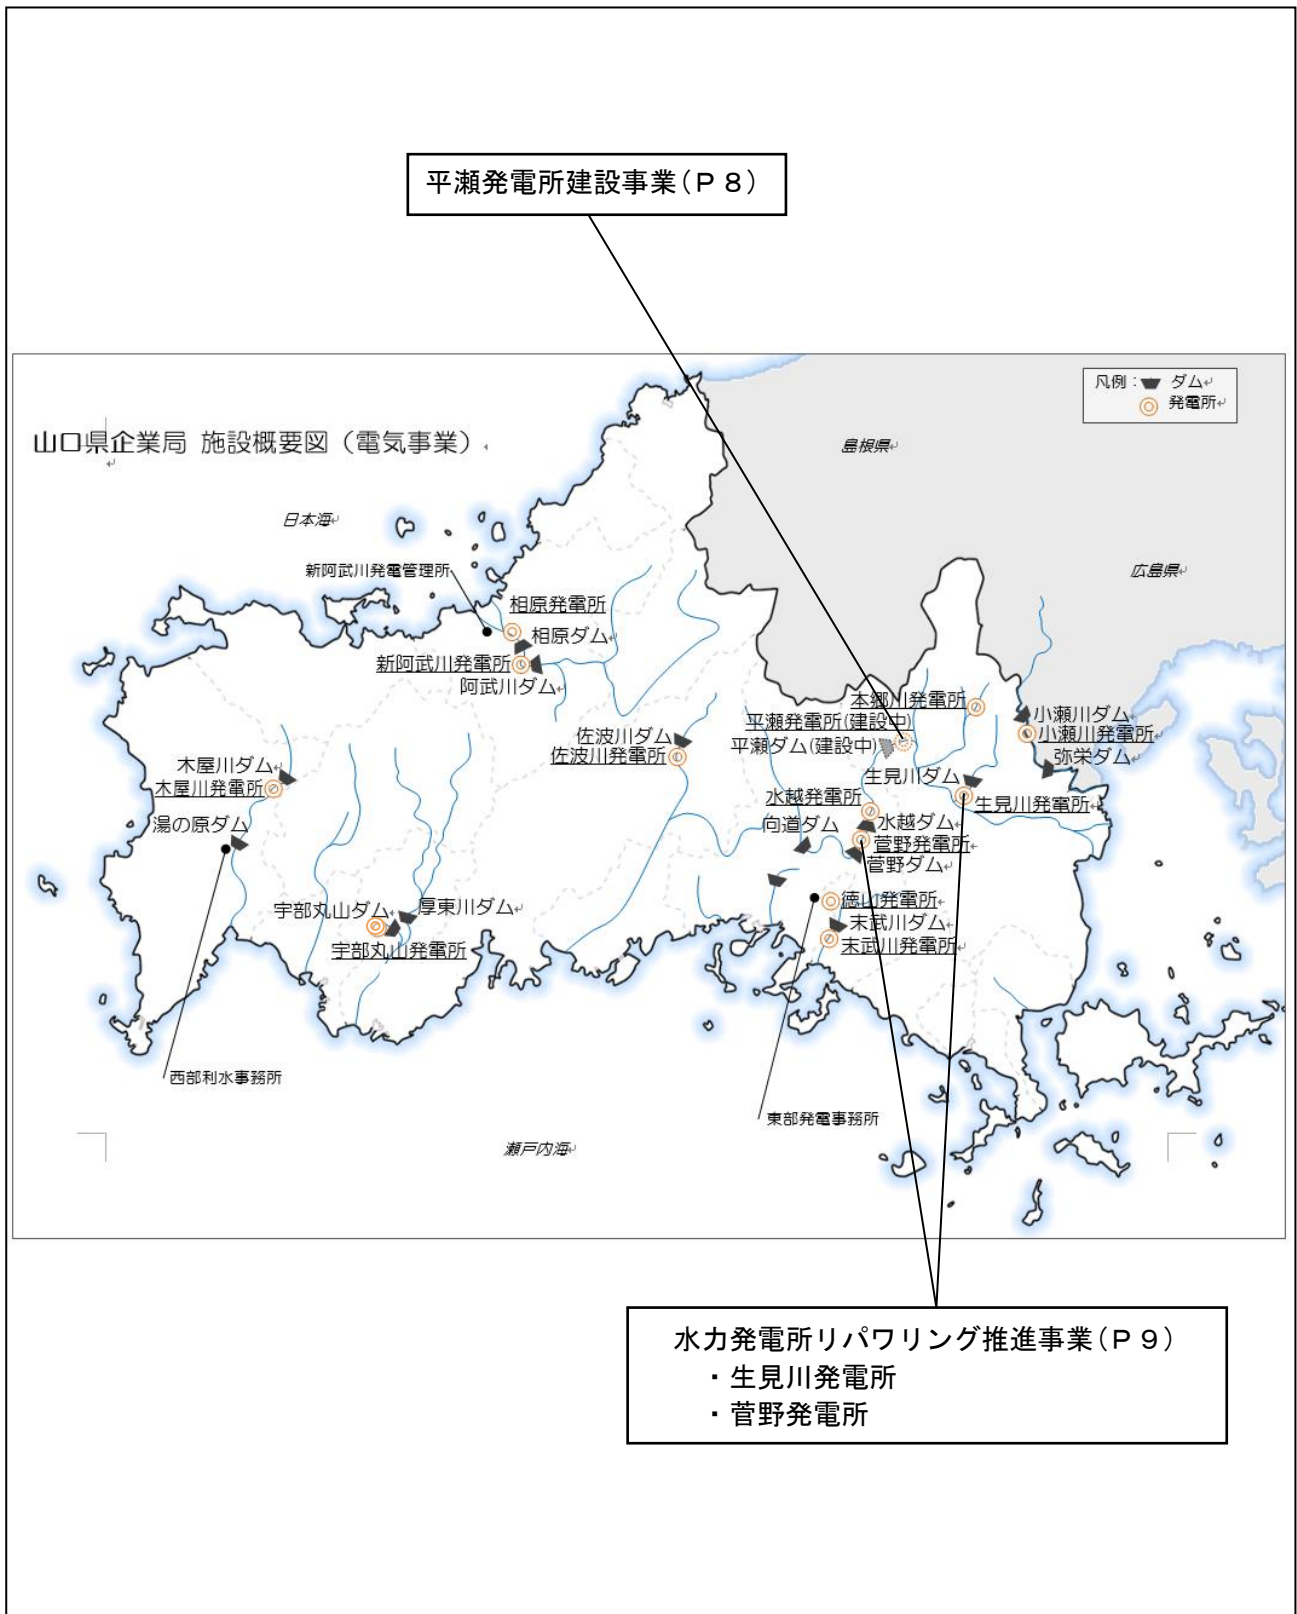 平瀬発電所建設事業（Ｐ８）
凡例：ダム
発電所
山口県企業局 施設概要図（電気事業）
島根県
日本海
新阿武川発電管理所
広島県
相原発電所
相原ダム
新阿武川発電所
阿武川ダム
本郷川発電所
平瀬発電所(建設中)
平瀬ダム(建設中)
小瀬川ダム
小瀬川発電所
弥栄ダム
佐波川ダム
佐波川発電所
木屋川ダム
木屋川発電所
生見川ダム
生見川発電所
水越発電所
湯の原ダム
向道ダム
水越ダム
菅野発電所
菅野ダム
徳山発電所
宇部丸山ダム
厚東川ダム
末武川ダム
宇部丸山発電所
末武川発電所
西部利水事務所
東部発電事務所
瀬戸内海
水力発電所リパワリング推進事業（Ｐ９）
・生見川発電所
・菅野発電所